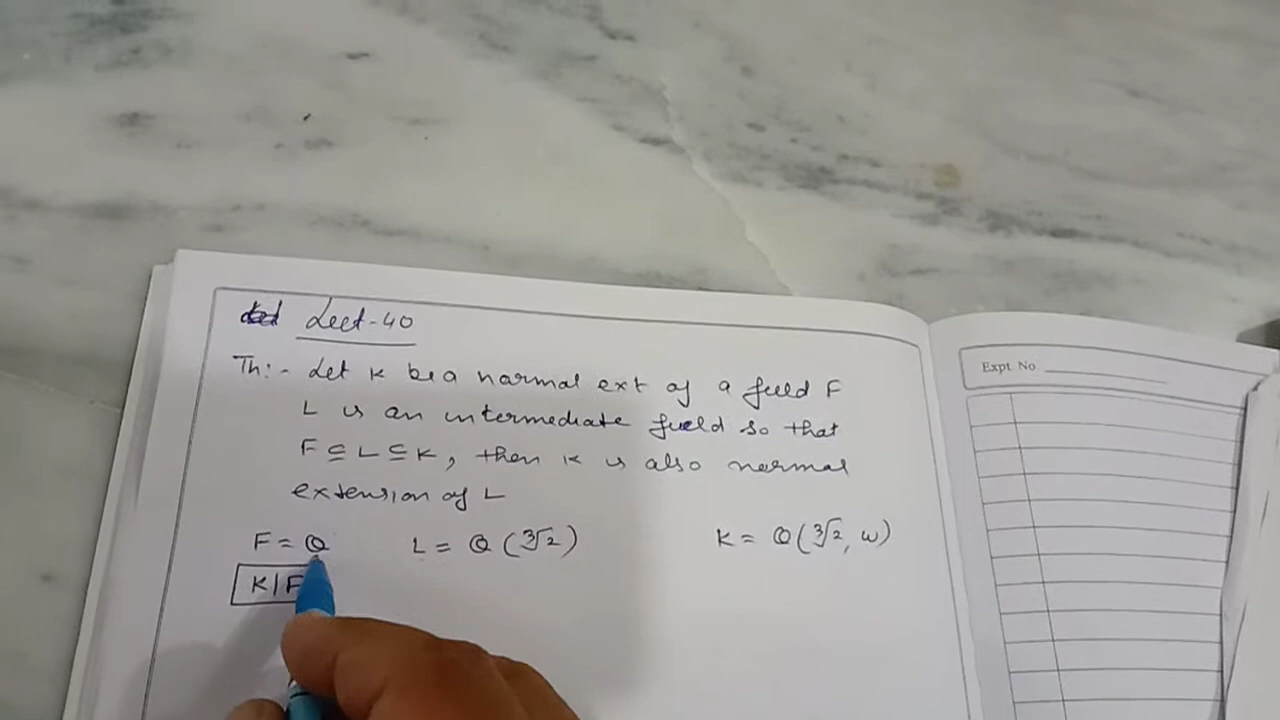 Lect-40
Th:- Let K be a normal ext of a field F
L is an intermediate field so that
F ⊆ L ⊆ K, then K is also normal
extension of L
F = Q L = Q (∛2) K = Q(∛2, ω)
K/F
Expt. No.